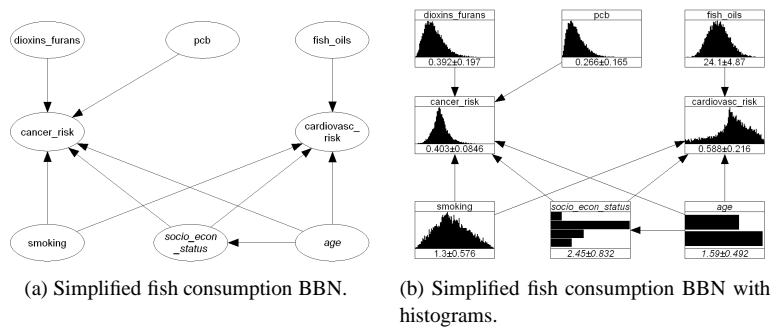 dioxins_furans
pcb
fish_oils
cancer_risk
cardiovasc_
risk
smoking
socio_econ
_status
age
(a) Simplified fish consumption BBN.
dioxins_furans
0.392±0.197
pcb
0.266±0.165
fish_oils
24.1±4.87
cancer_risk
0.403±0.0846
cardiovasc_risk
0.588±0.216
smoking
1.3±0.576
socio_econ_status
2.45±0.832
age
1.59±0.492
(b) Simplified fish consumption BBN with
histograms.